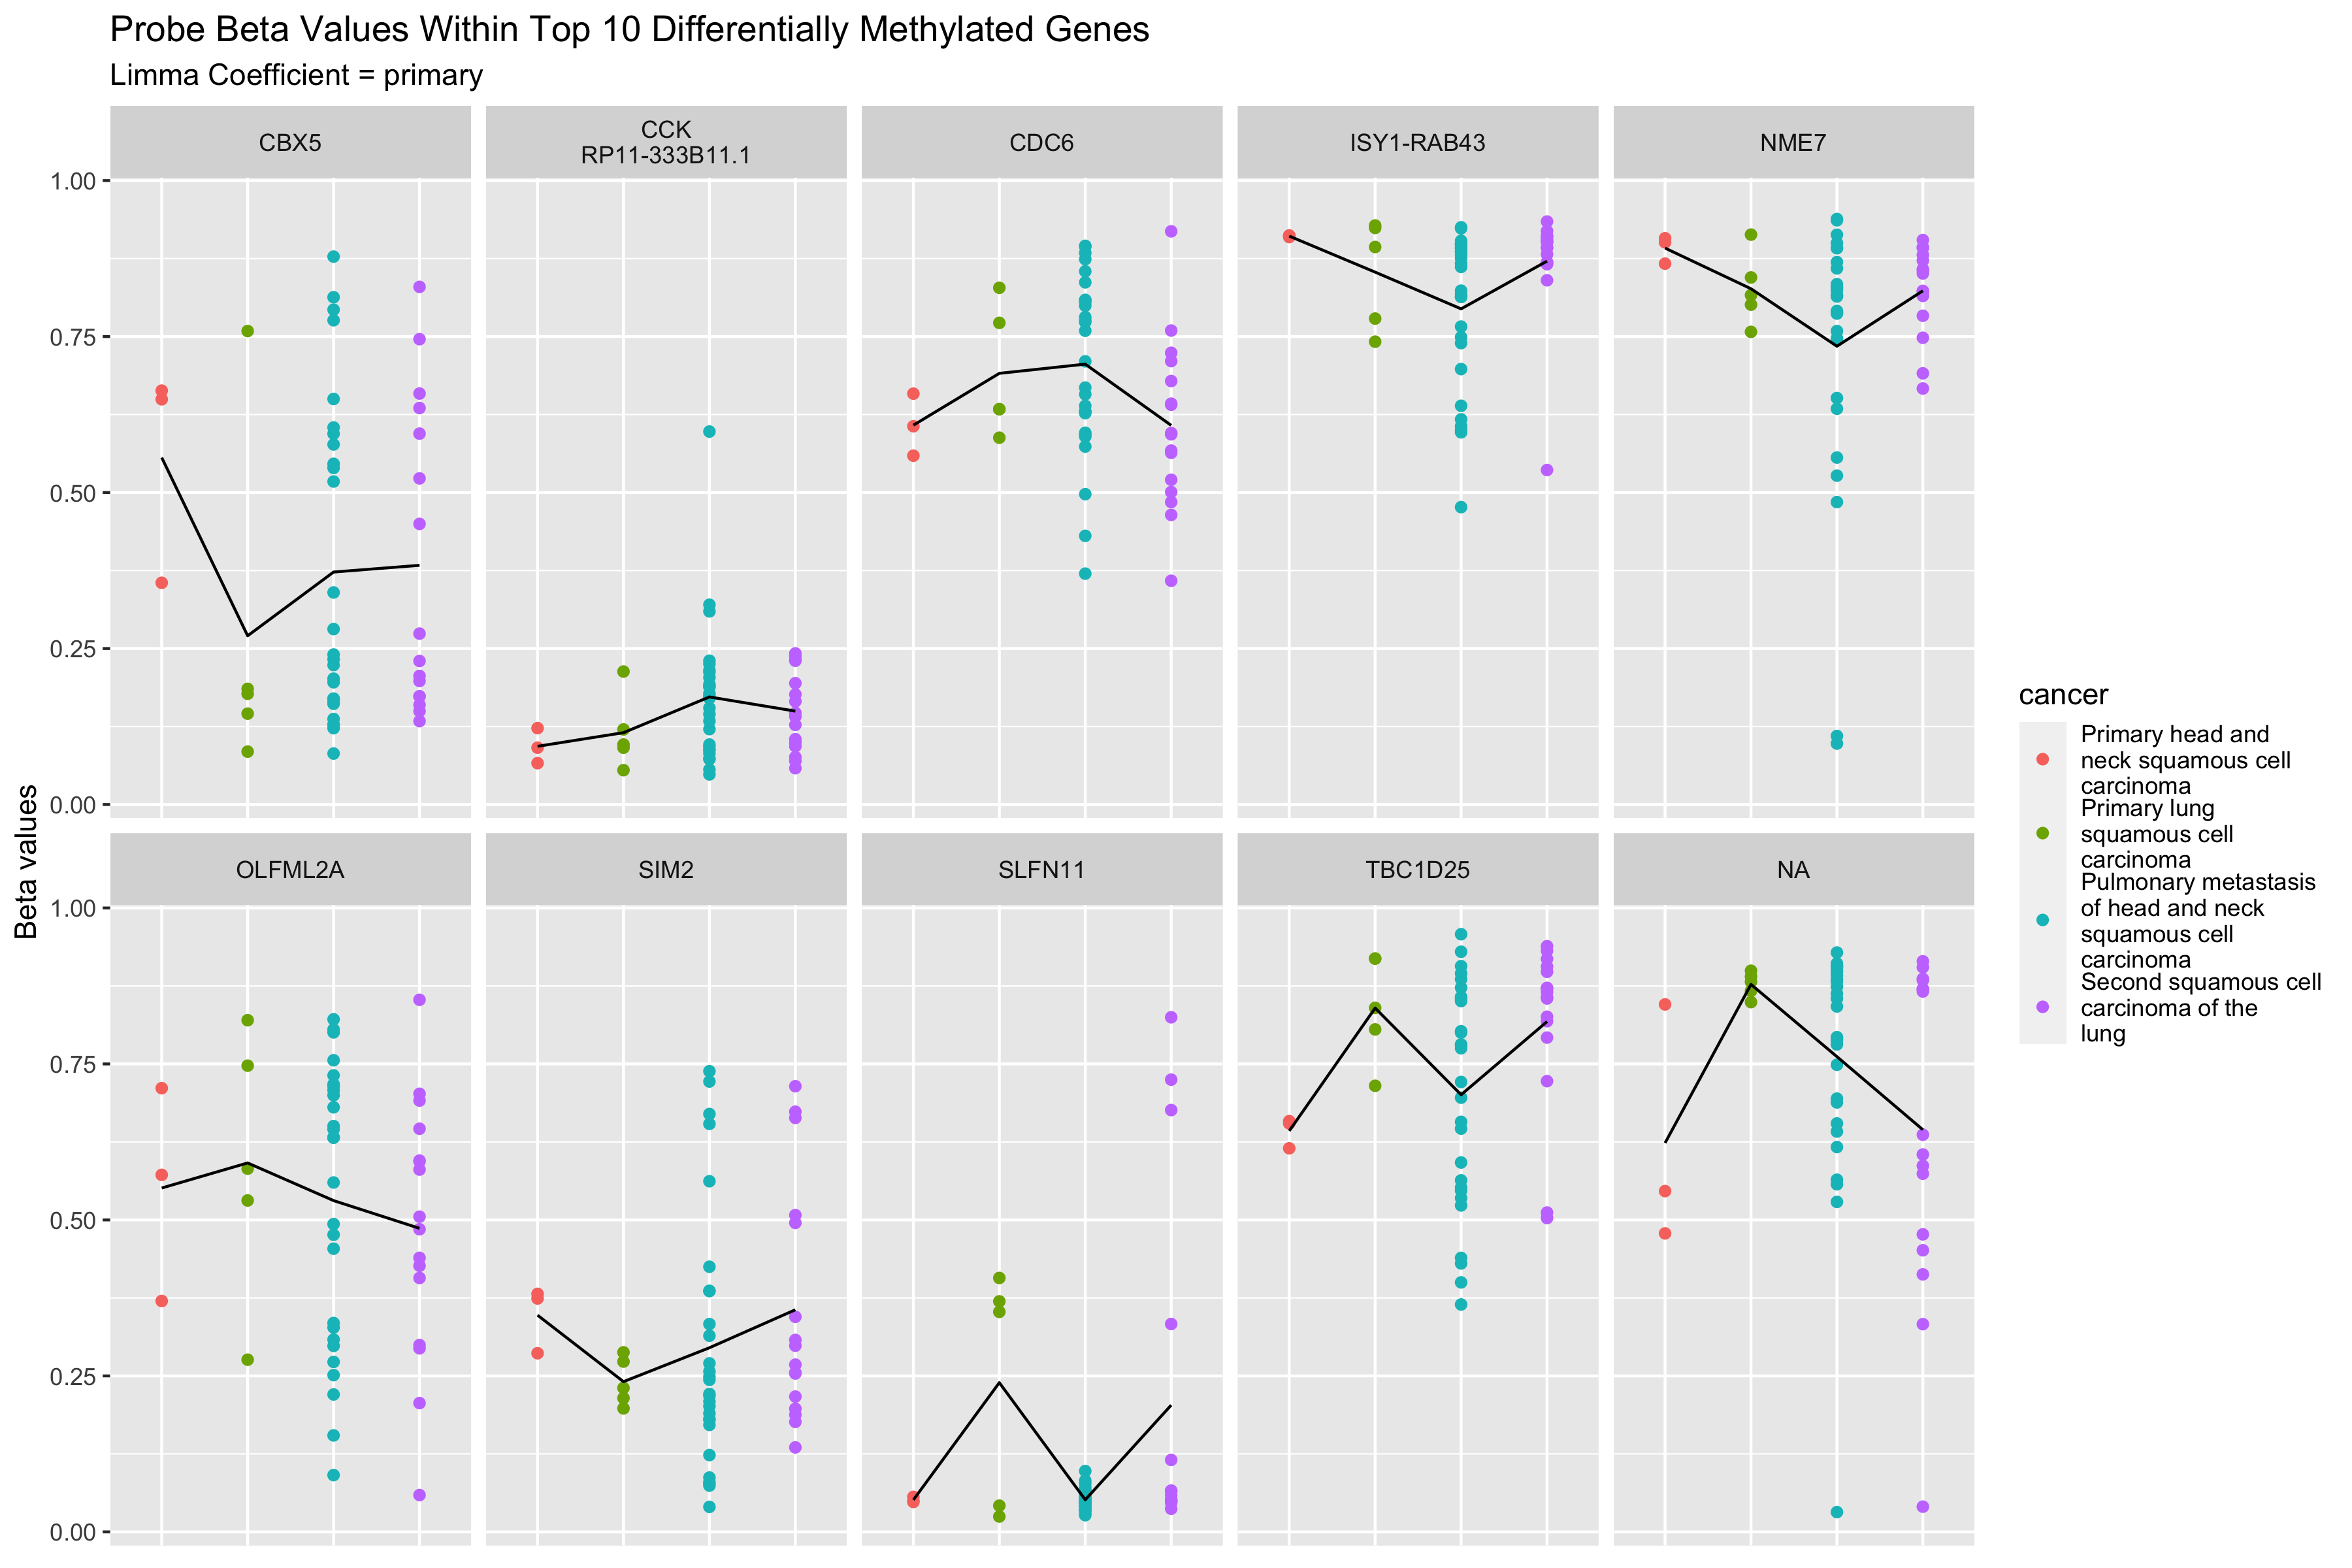 Probe Beta Values Within Top 10 Differentially Methylated Genes
Limma Coefficient = primary
CBX5
CCK
RP11-333B11.1
CDC6
ISY1-RAB43
NME7
1.00
0.75
0.50
0.25
0.00
OLFML2A
SIM2
SLFN11
TBC1D25
NA
1.00
0.75
0.50
0.25
0.00
Beta values
cancer
Primary head and
neck squamous cell
carcinoma
Primary lung
squamous cell
carcinoma
Pulmonary metastasis
of head and neck
squamous cell
carcinoma
Second squamous cell
carcinoma of the
lung